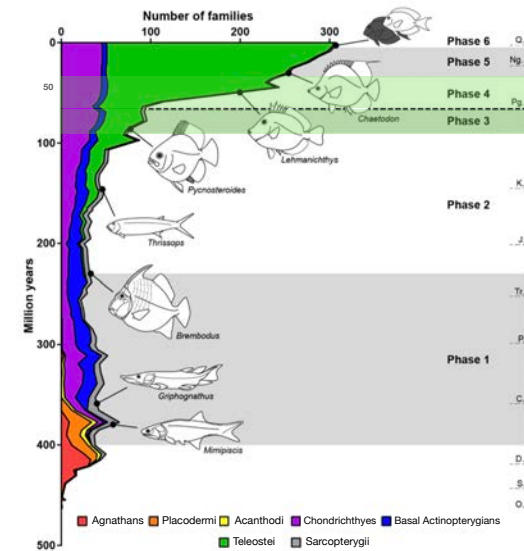 Number of families
0 100 200 300
0
Phase 6
Q.
Phase 5
Ng.
50
Phase 4
Pg.
Chaetodon
Phase 3
Lehmanichthys
100
Pycnosteroides
K.
Phase 2
Thrissops
200
J.
Million years
Tr.
Brembodus
300
P.
Phase 1
Griphognathus
C.
400
Mimipiscis
D.
S.
O.
Agnathans Placodermi Acanthodi Chondrichthyes Basal Actinopterygians
500
Teleostei Sarcopterygii